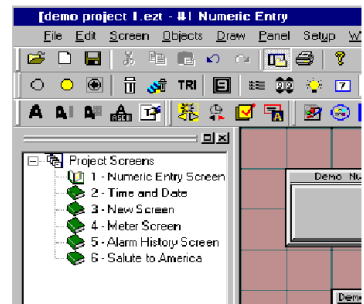 [demo project 1.ezt - #1 Numeric Entry
File Edit Screen Objects Draw Panel Setup W
TRI
Project Screens
1 - Numeric Entry Screen
2 - Time and Date
3 - New Screen
4 - Meter Screen
5 - Alarm History Screen
6 - Salute to America
Demo Nu
Demo